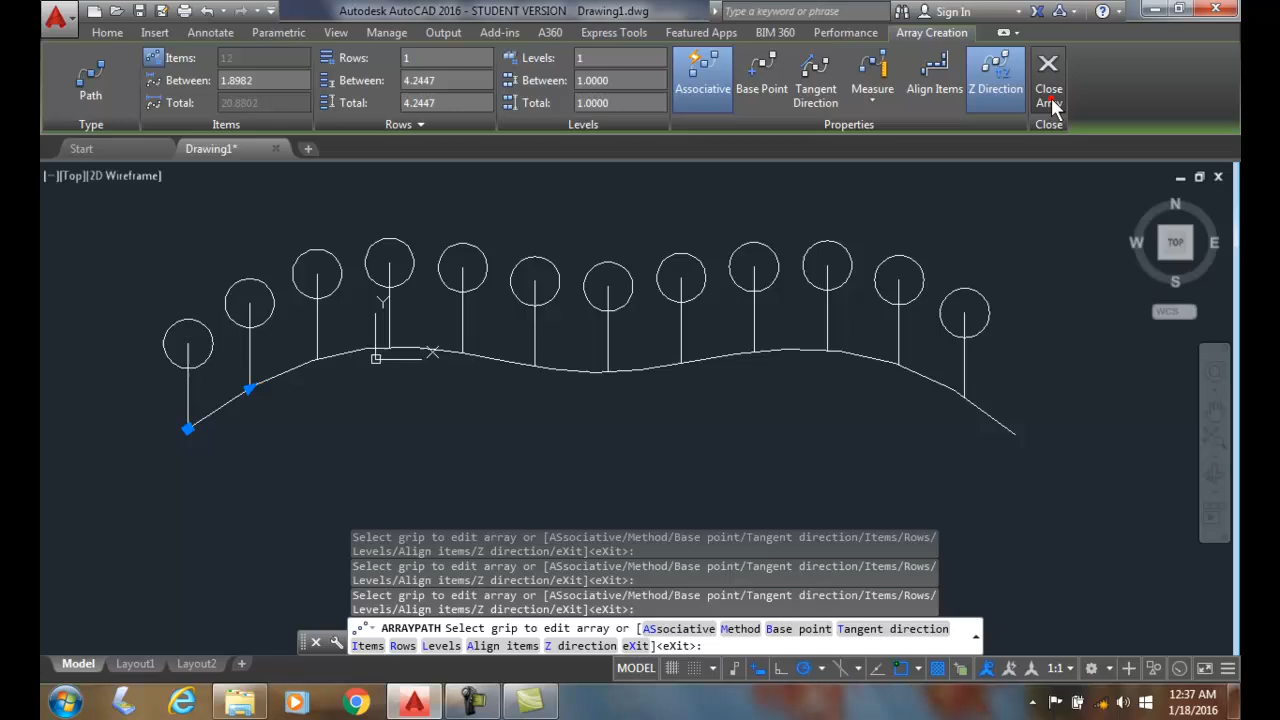 Autodesk AutoCAD 2016 - STUDENT VERSION Drawing1.dwg
Type a keyword or phrase
Sign In
Home Insert Annotate Parametric View Manage Output Add-ins A360 Express Tools Featured Apps BIM 360 Performance Array Creation
Path
Type
Items: 12
Between: 1.8982
Total: 20.8802
Items
Rows: 1
Between: 4.2447
Total: 4.2447
Rows
Levels: 1
Between: 1.0000
Total: 1.0000
Levels
Associative
Base Point
Tangent
Direction
Measure
Align Items
Z Direction
Properties
Close
Array
Close
Start
Drawing1*
[−][Top][2D Wireframe]
N
W TOP E
S
WCS
Y
X
Select grip to edit array or [ASsociative/Method/Base point/Tangent direction/Items/Rows/
Levels/Align items/Z direction/eXit]<eXit>:
Select grip to edit array or [ASsociative/Method/Base point/Tangent direction/Items/Rows/
Levels/Align items/Z direction/eXit]<eXit>:
Select grip to edit array or [ASsociative/Method/Base point/Tangent direction/Items/Rows/
Levels/Align items/Z direction/eXit]<eXit>:
ARRAYPATH Select grip to edit array or [ASsociative Method Base point Tangent direction
Items Rows Levels Align items Z direction eXit]<eXit>:
Model Layout1 Layout2
MODEL
1:1
12:37 AM
1/18/2016